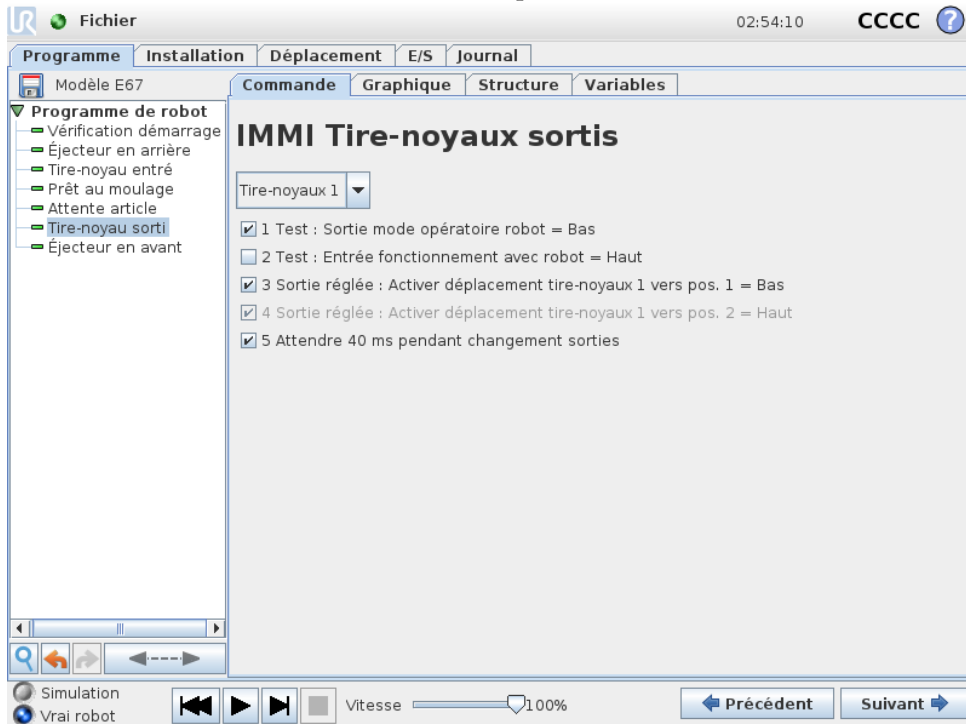 UR Fichier 02:54:10 CCCC ?
Programme Installation Déplacement E/S Journal
Modèle E67 Commande Graphique Structure Variables
Programme de robot
Vérification démarrage
Éjecteur en arrière
Tire-noyau entré
Prêt au moulage
Attente article
Tire-noyau sorti
Éjecteur en avant
IMMI Tire-noyaux sortis
Tire-noyaux 1
1 Test : Sortie mode opératoire robot = Bas
2 Test : Entrée fonctionnement avec robot = Haut
3 Sortie réglée : Activer déplacement tire-noyaux 1 vers pos. 1 = Bas
4 Sortie réglée : Activer déplacement tire-noyaux 1 vers pos. 2 = Haut
5 Attendre 40 ms pendant changement sorties
Simulation
Vrai robot
Vitesse 100% Précédent Suivant